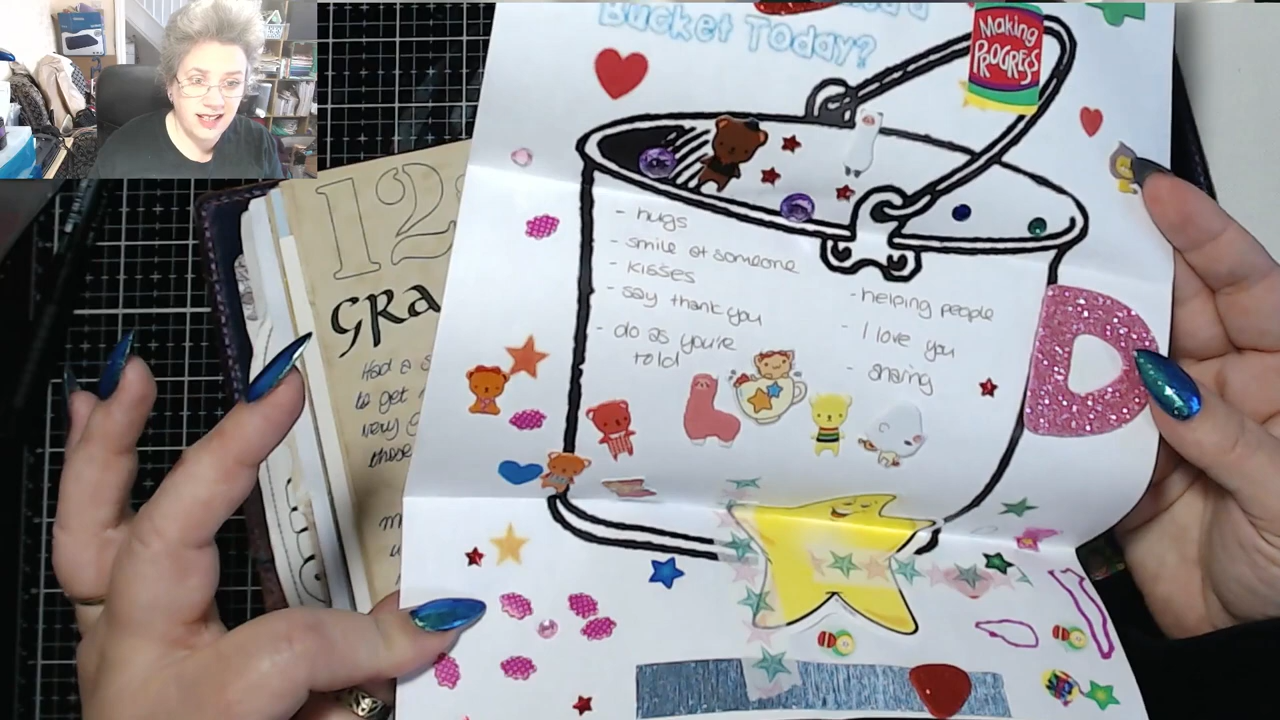 Bucket Today?
Making
PROGRESS
- hugs
- smile at someone
- kisses
- say thank you
- do as you're
told
- helping people
- I love you
- sharing
D
12
GRA
Had a
to get
very
those